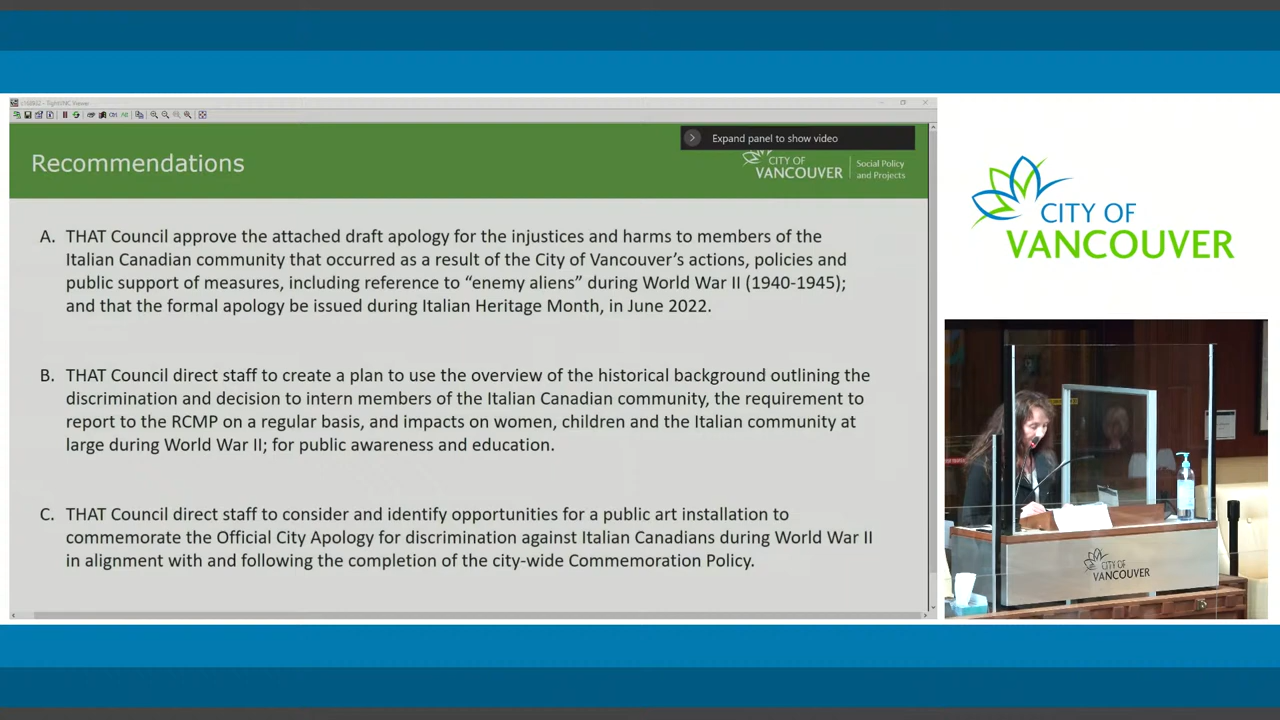 Expand panel to show video
Recommendations
CITY OF
VANCOUVER
Social Policy
and Projects
A. THAT Council approve the attached draft apology for the injustices and harms to members of the
Italian Canadian community that occurred as a result of the City of Vancouver’s actions, policies and
public support of measures, including reference to “enemy aliens” during World War II (1940-1945);
and that the formal apology be issued during Italian Heritage Month, in June 2022.
B. THAT Council direct staff to create a plan to use the overview of the historical background outlining the
discrimination and decision to intern members of the Italian Canadian community, the requirement to
report to the RCMP on a regular basis, and impacts on women, children and the Italian community at
large during World War II; for public awareness and education.
C. THAT Council direct staff to consider and identify opportunities for a public art installation to
commemorate the Official City Apology for discrimination against Italian Canadians during World War II
in alignment with and following the completion of the city-wide Commemoration Policy.
CITY OF
VANCOUVER
CITY OF
VANCOUVER